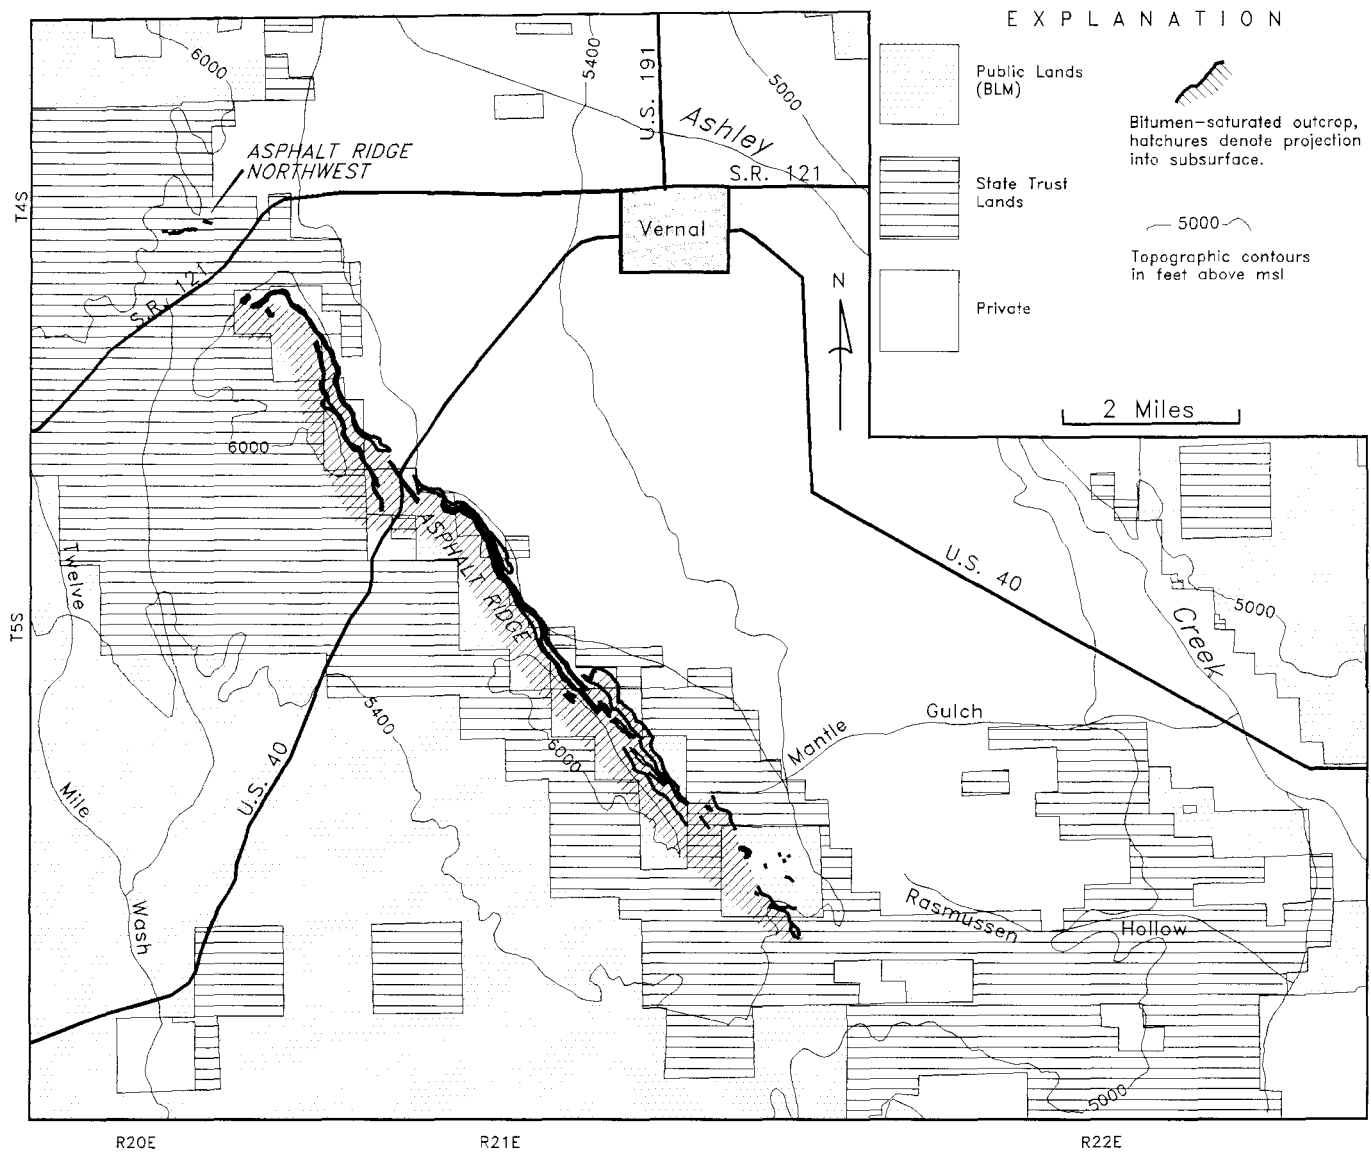 EXPLANATION
Public Lands
(BLM)
State Trust
Lands
Private
Bitumen-saturated outcrop,
hatchures denote projection
into subsurface.
5000
Topographic contours
in feet above msl
2 Miles
N
6000
5400
U.S. 191
5000
Ashley
S.R. 121
ASPHALT RIDGE
NORTHWEST
T4S
Vernal
S.R. 121
6000
ASPHALT RIDGE
U.S. 40
Twelve
5000
Creek
T5S
5400
6000
Mantle
Gulch
U.S. 40
Mile
Wash
Rasmussen
Hollow
5000
R20E
R21E
R22E